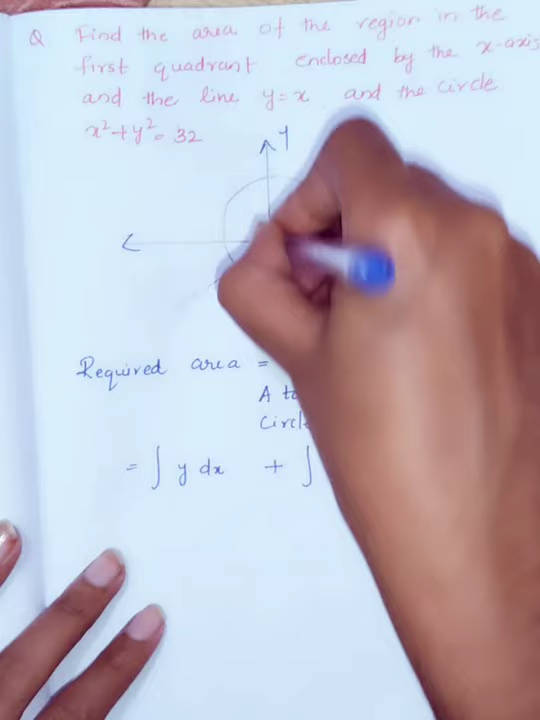 Q Find the area of the region in the
first quadrant enclosed by the x-axis
and the line y=x and the circle
x²+y²= 32
Y
Required area =
A
Circle
= ∫ y dx + ∫